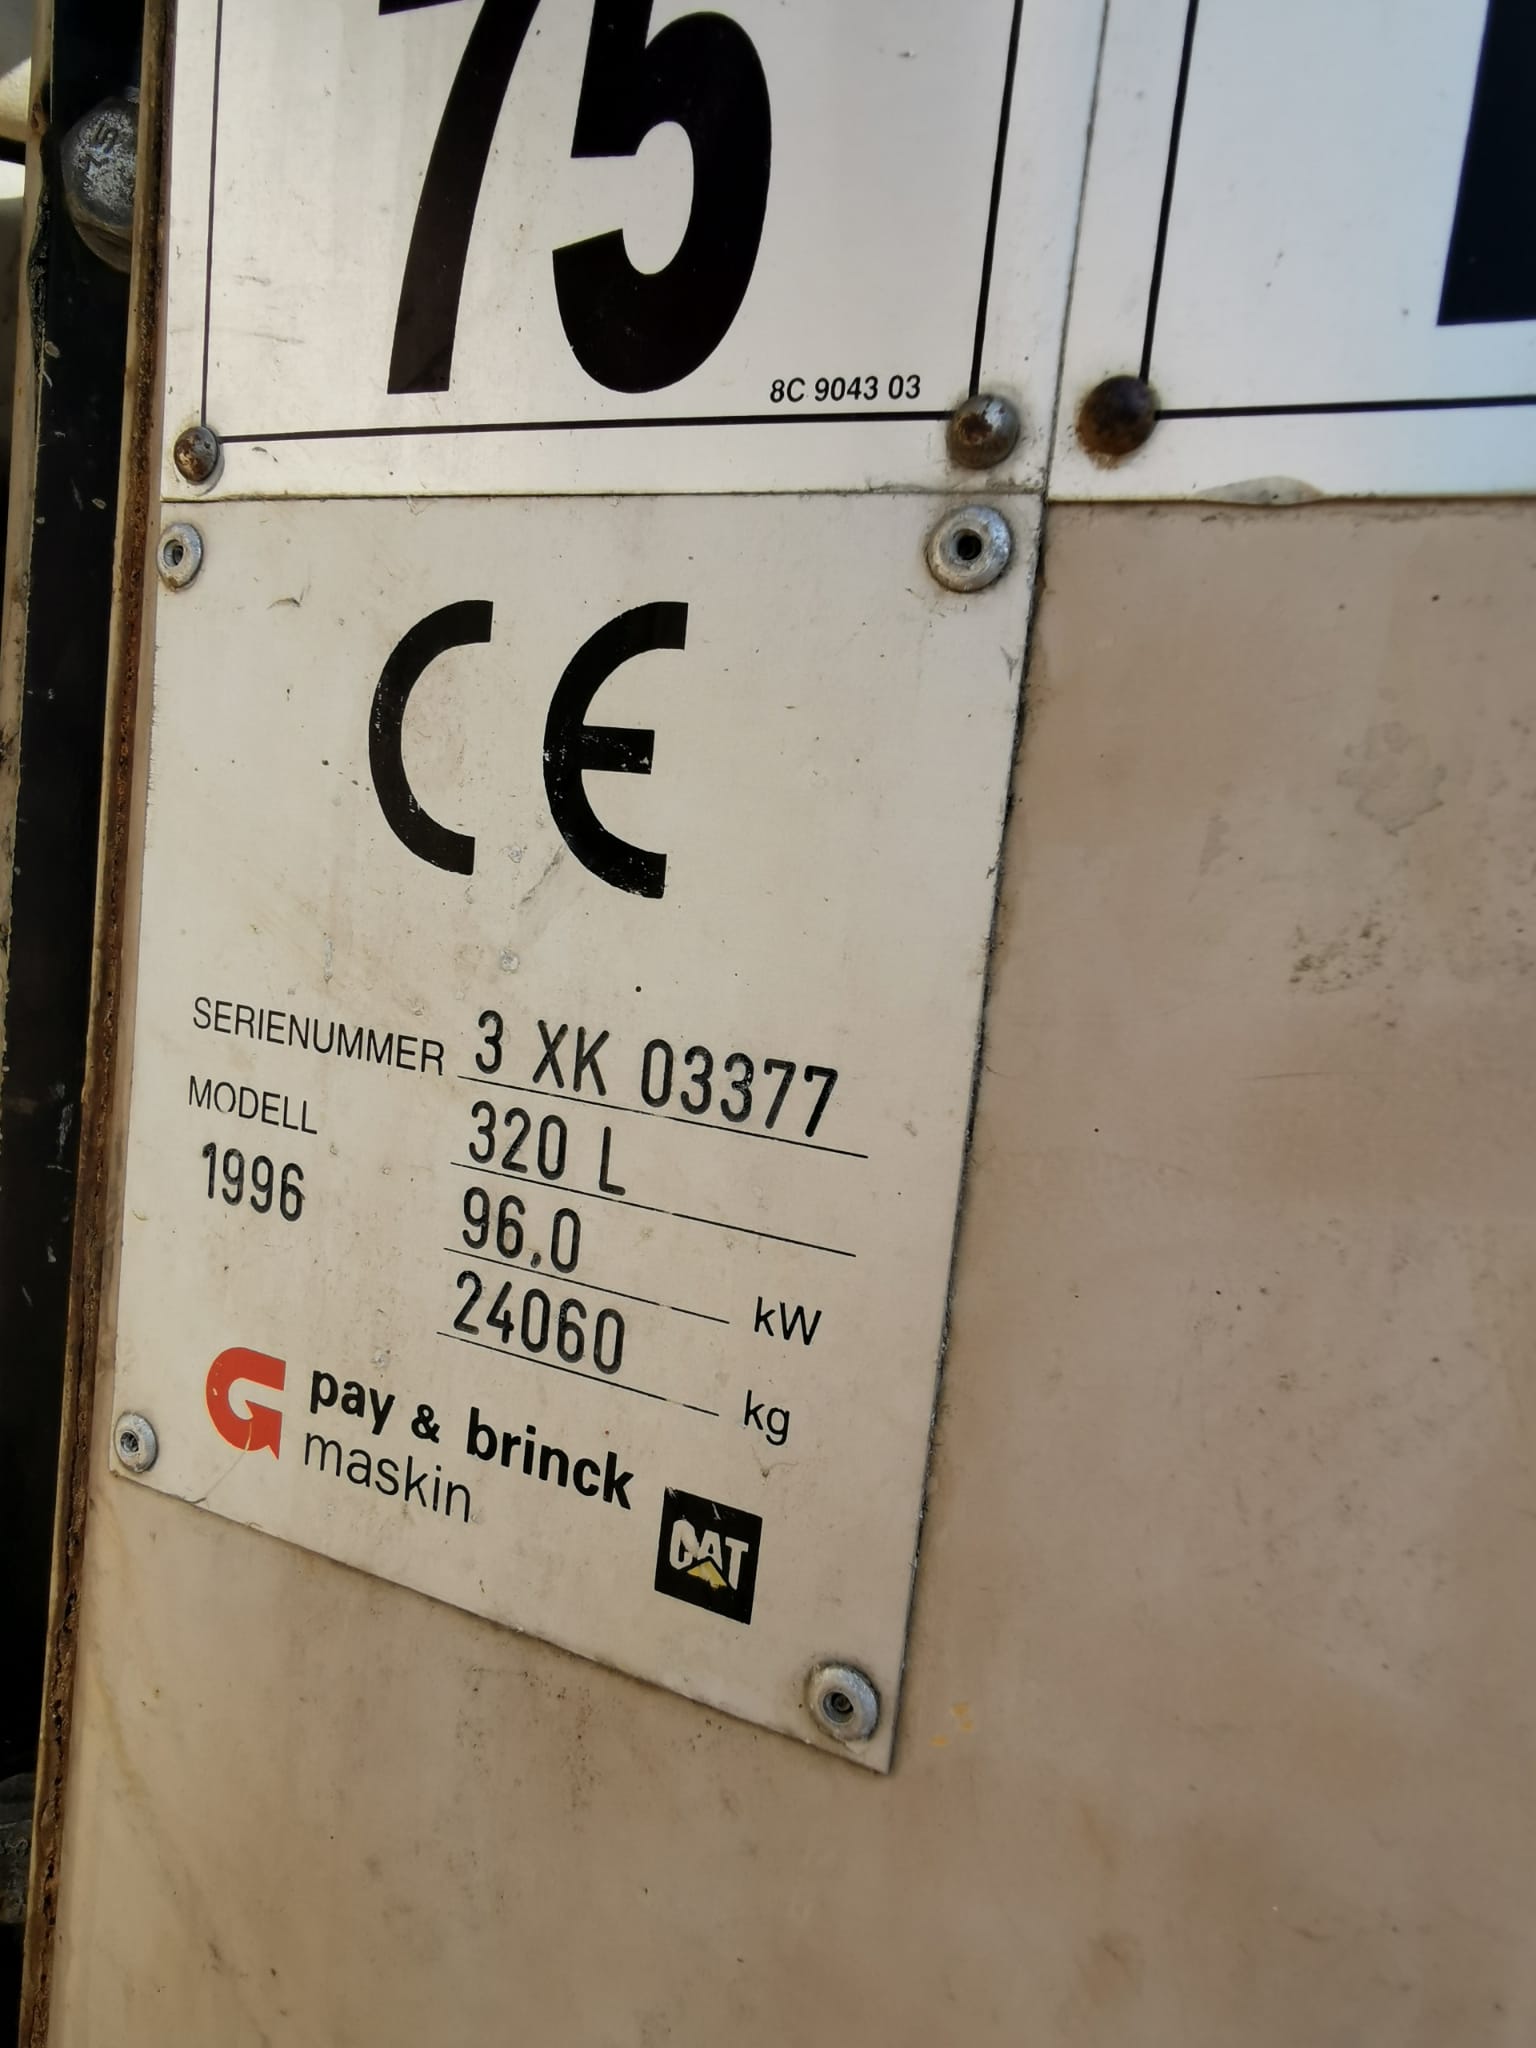 75
8C 9043 03
CE
SERIENUMMER 3 XK 03377
MODELL 320 L
1996 96.0 kW
24060 kg
pay & brinck
maskin
CAT